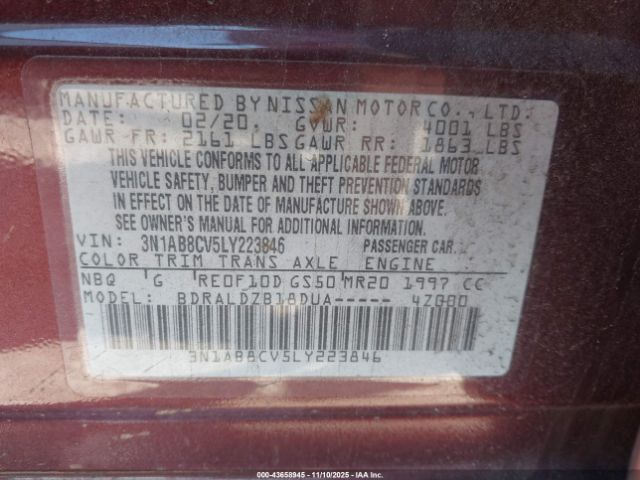 MANUFACTURED BY NISSAN MOTOR CO., LTD.
DATE: 02/20. GVWR: 4001 LBS
GAWR FR: 2161 LBS GAWR RR: 1863 LBS
THIS VEHICLE CONFORMS TO ALL APPLICABLE FEDERAL MOTOR
VEHICLE SAFETY, BUMPER AND THEFT PREVENTION STANDARDS
IN EFFECT ON THE DATE OF MANUFACTURE SHOWN ABOVE.
SEE OWNER'S MANUAL FOR ADDITIONAL INFORMATION.
VIN: 3N1AB8CV5LY223846 PASSENGER CAR
COLOR TRIM TRANS AXLE ENGINE
NBQ G RE0F10D GS50 MR20 1997 CC
MODEL: BDRALDZB18DUA----- 4Z000
3N1AB8CV5LY223846
000-43658945 - 11/10/2025 - IAA Inc.